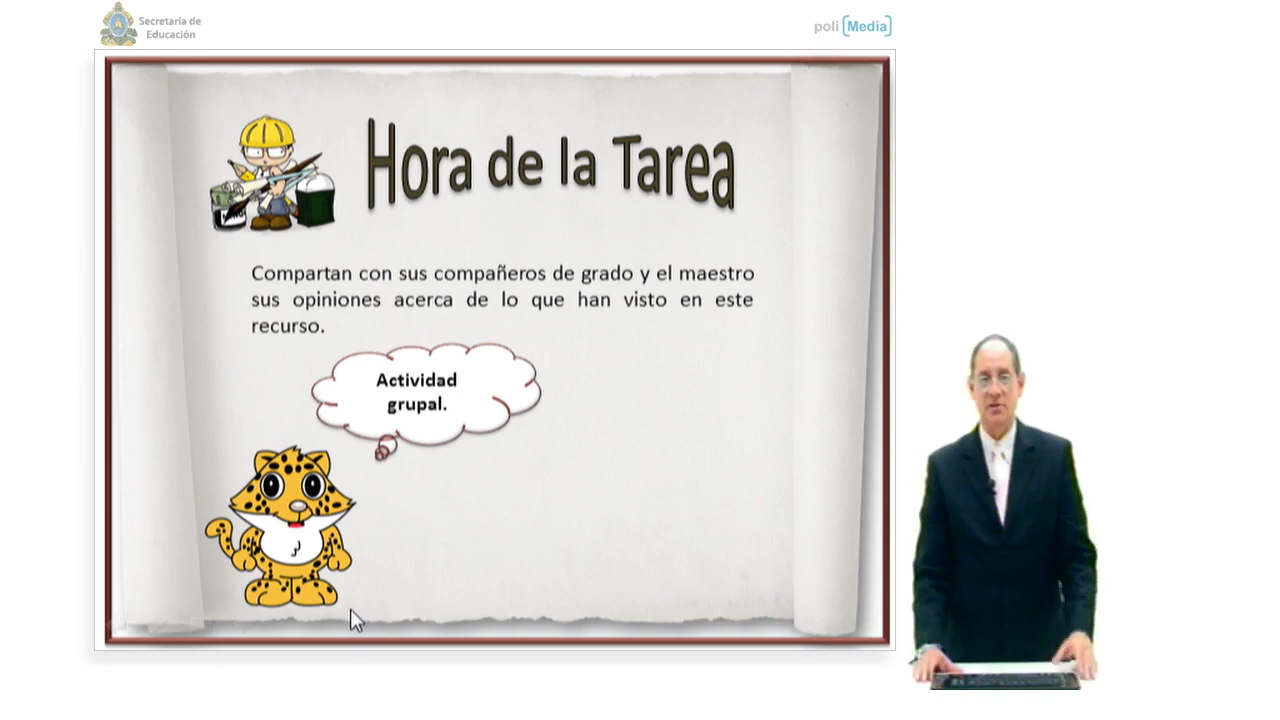 Secretaría de
Educación
poli[Media]
Hora de la Tarea
Compartan con sus compañeros de grado y el maestro
sus opiniones acerca de lo que han visto en este
recurso.
Actividad
grupal.